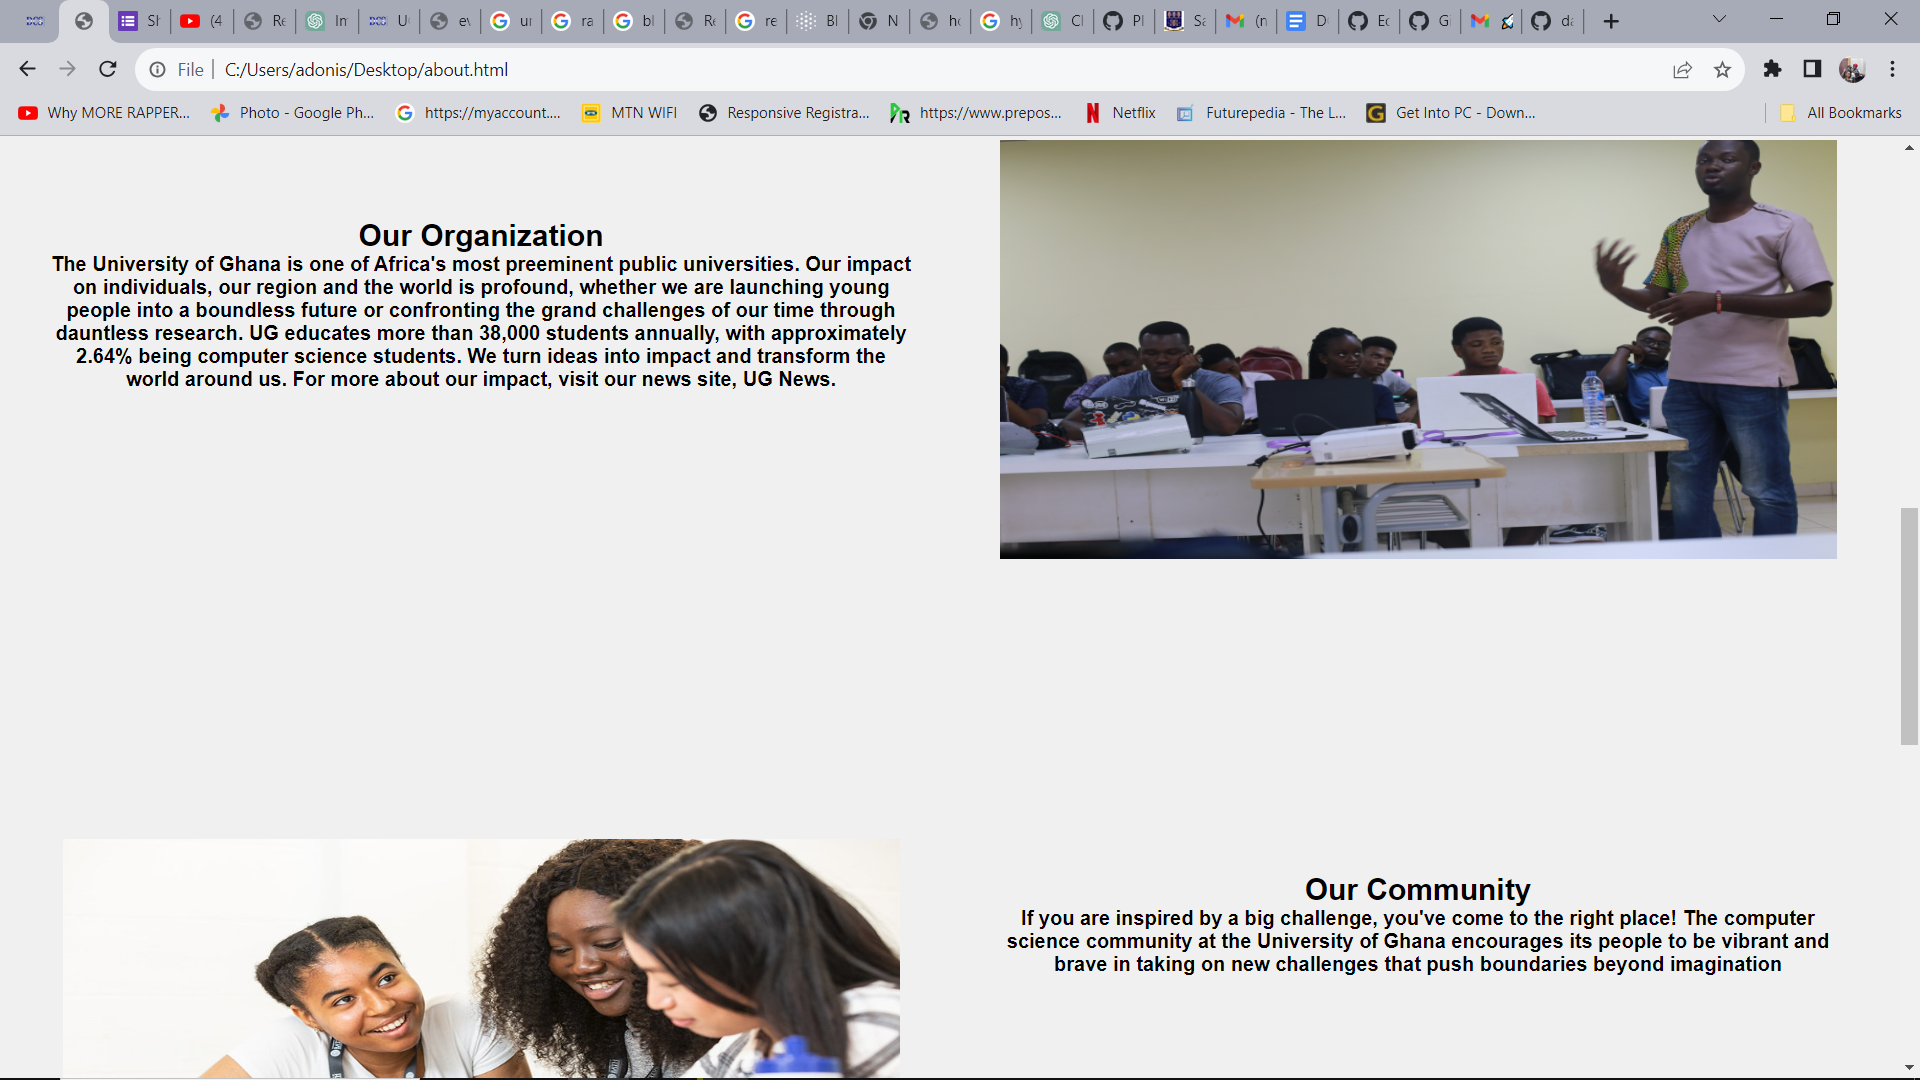 Sh
(4
Re
In
U
ev
un
ra
bl
Re
re
Bl
N
ho
hy
Cl
Pl
Sa
(n
D
Ec
Gi
da
File
C:/Users/adonis/Desktop/about.html
Why MORE RAPPER...
Photo - Google Ph...
https://myaccount....
MTN WIFI
Responsive Registra...
https://www.prepos...
Netflix
Futurepedia - The L...
Get Into PC - Down...
All Bookmarks
Our Organization
The University of Ghana is one of Africa's most preeminent public universities. Our impact
on individuals, our region and the world is profound, whether we are launching young
people into a boundless future or confronting the grand challenges of our time through
dauntless research. UG educates more than 38,000 students annually, with approximately
2.64% being computer science students. We turn ideas into impact and transform the
world around us. For more about our impact, visit our news site, UG News.
Our Community
If you are inspired by a big challenge, you've come to the right place! The computer
science community at the University of Ghana encourages its people to be vibrant and
brave in taking on new challenges that push boundaries beyond imagination